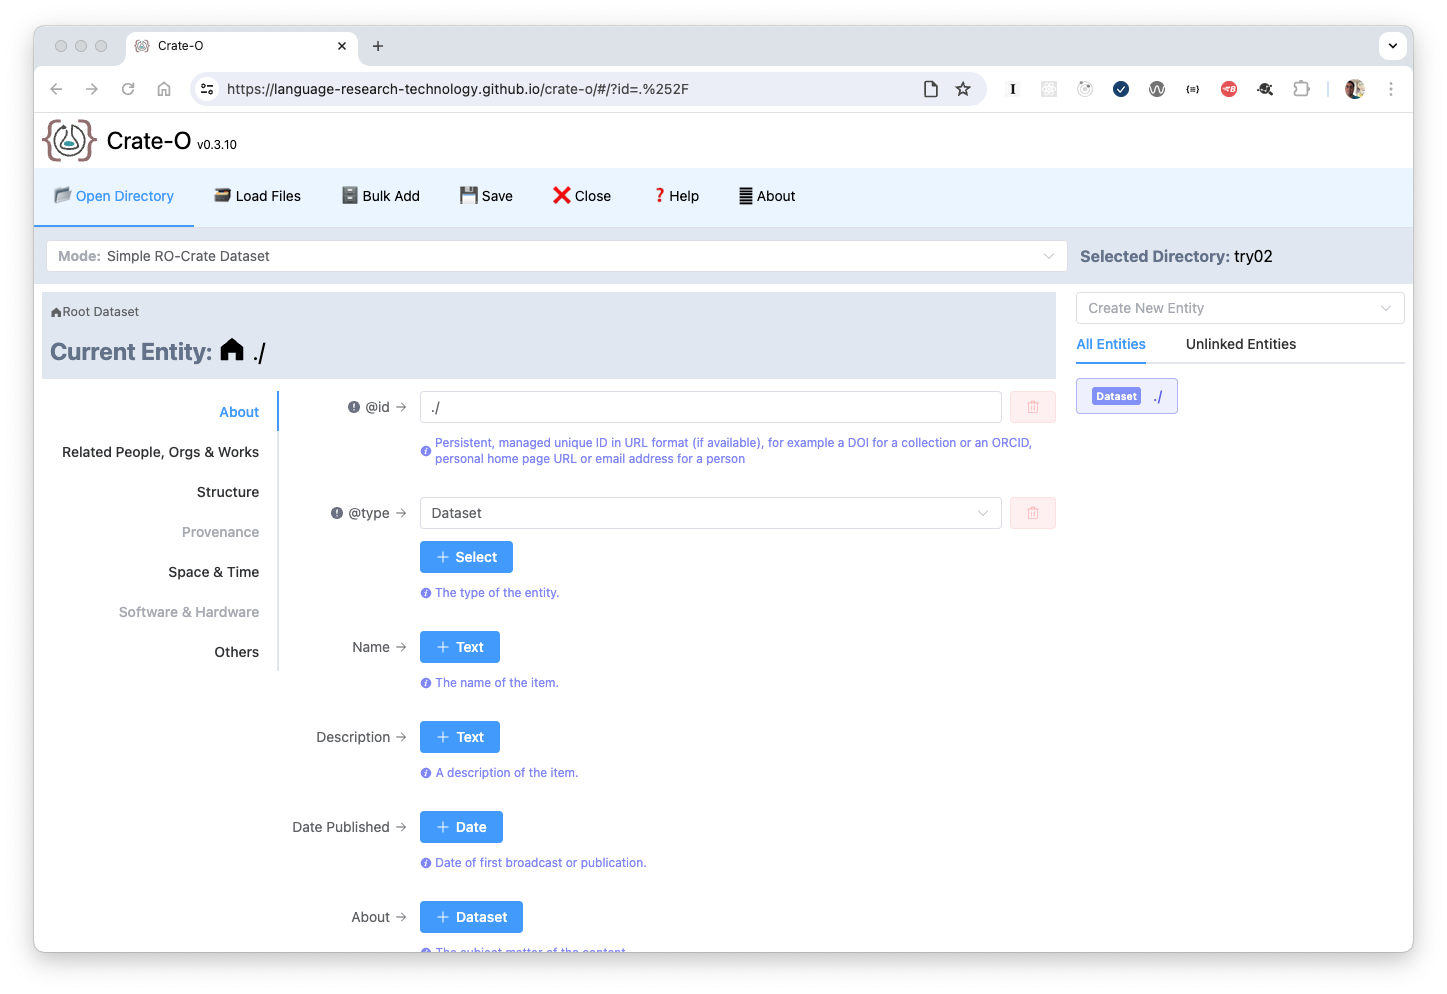 Crate-O
https://language-research-technology.github.io/crate-o/#/?id=.%252F
Crate-O v0.3.10
Open Directory Load Files Bulk Add Save Close Help About
Mode: Simple RO-Crate Dataset
Selected Directory: try02
Root Dataset
Current Entity: ./
Create New Entity
All Entities Unlinked Entities
Dataset ./
About
Related People, Orgs & Works
Structure
Provenance
Space & Time
Software & Hardware
Others
@id
./
Persistent, managed unique ID in URL format (if available), for example a DOI for a collection or an ORCID,
personal home page URL or email address for a person
@type
Dataset
+ Select
The type of the entity.
Name
+ Text
The name of the item.
Description
+ Text
A description of the item.
Date Published
+ Date
Date of first broadcast or publication.
About
+ Dataset
The subject matter of the content.